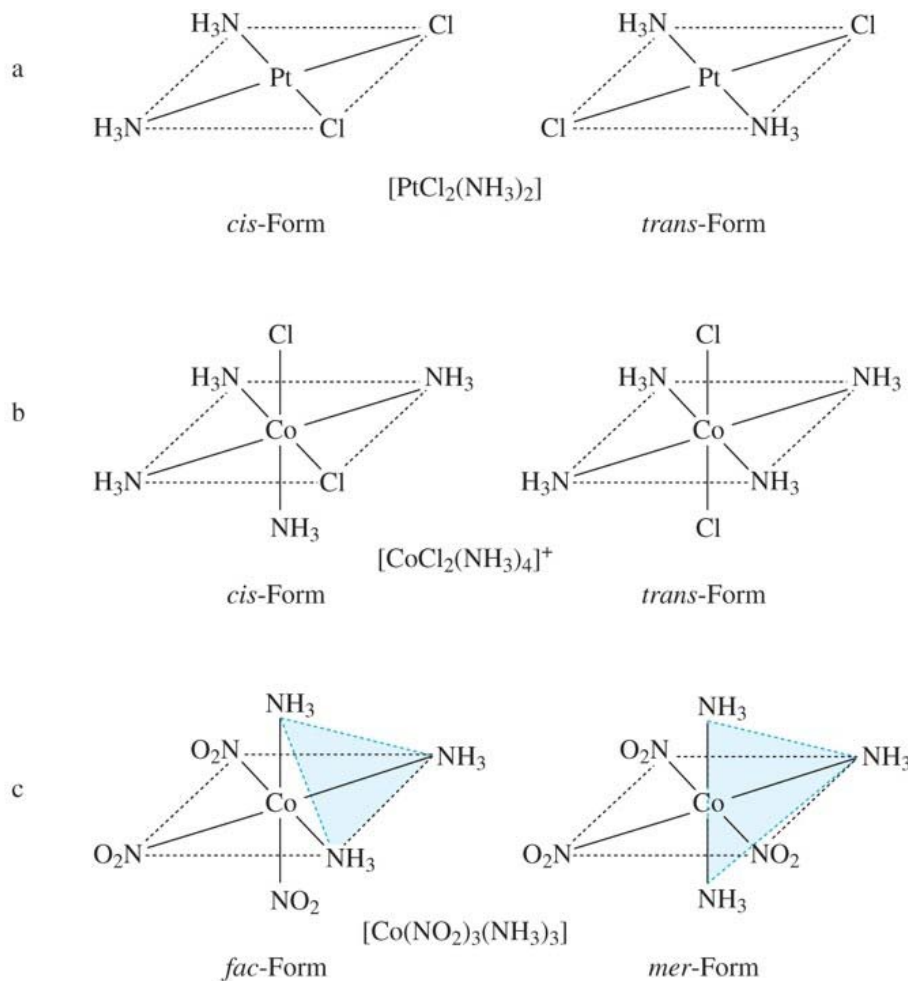 H₃N Cl H₃N Cl
a Pt Pt
H₃N Cl Cl NH₃
[PtCl₂(NH₃)₂]
cis-Form trans-Form
Cl Cl
H₃N NH₃ H₃N NH₃
b Co Co
H₃N Cl H₃N NH₃
NH₃ Cl
[CoCl₂(NH₃)₄]⁺
cis-Form trans-Form
NH₃ NH₃
O₂N NH₃ O₂N NH₃
c Co Co
O₂N NH₃ O₂N NO₂
NO₂ NH₃
[Co(NO₂)₃(NH₃)₃]
fac-Form mer-Form